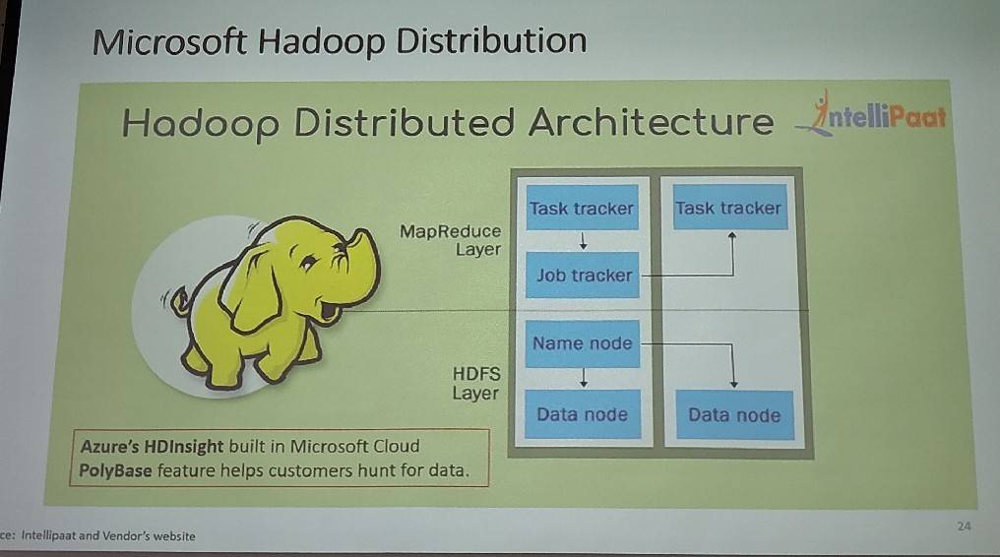 Microsoft Hadoop Distribution
Hadoop Distributed Architecture
IntelliPaat
Task tracker
Task tracker
MapReduce
Layer
Job tracker
Name node
HDFS
Layer
Data node
Data node
Azure's HDInsight built in Microsoft Cloud
PolyBase feature helps customers hunt for data.
ce: Intellipaat and Vendor's website
24